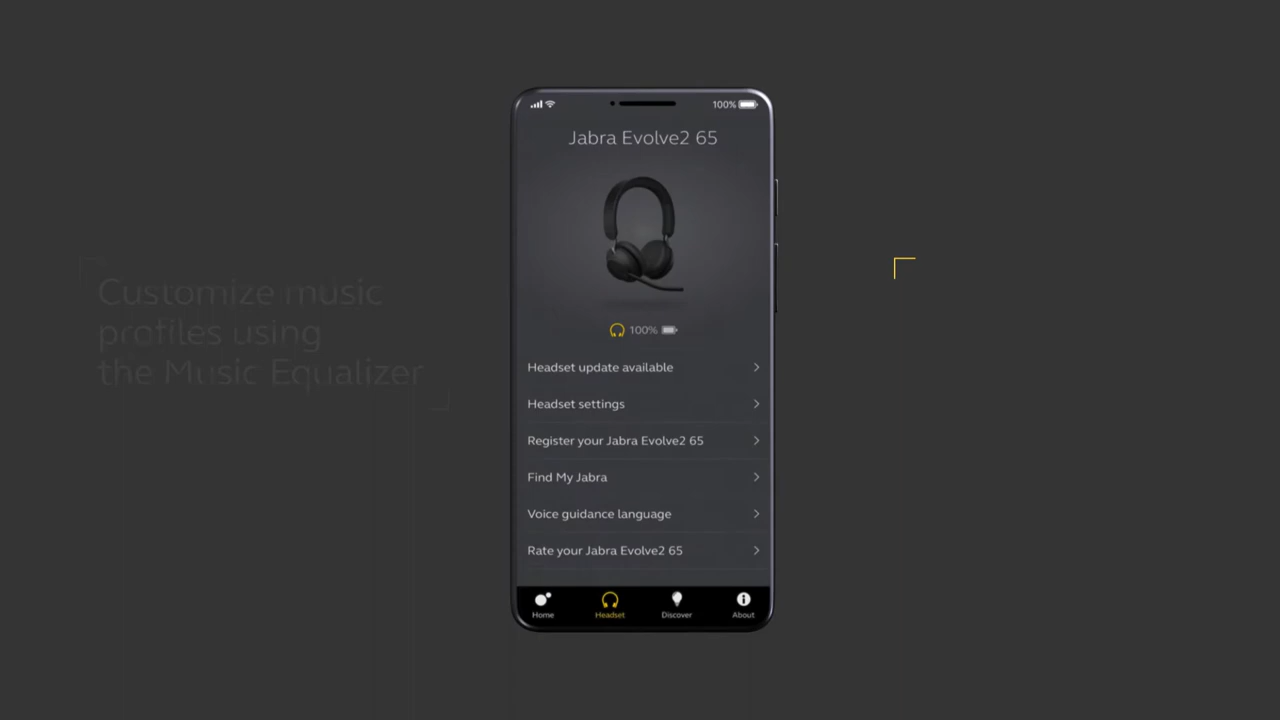 100%
Jabra Evolve2 65
Customize music
profiles using
the Music Equalizer
100%
Headset update available
Headset settings
Register your Jabra Evolve2 65
Find My Jabra
Voice guidance language
Rate your Jabra Evolve2 65
Home Headset Discover About